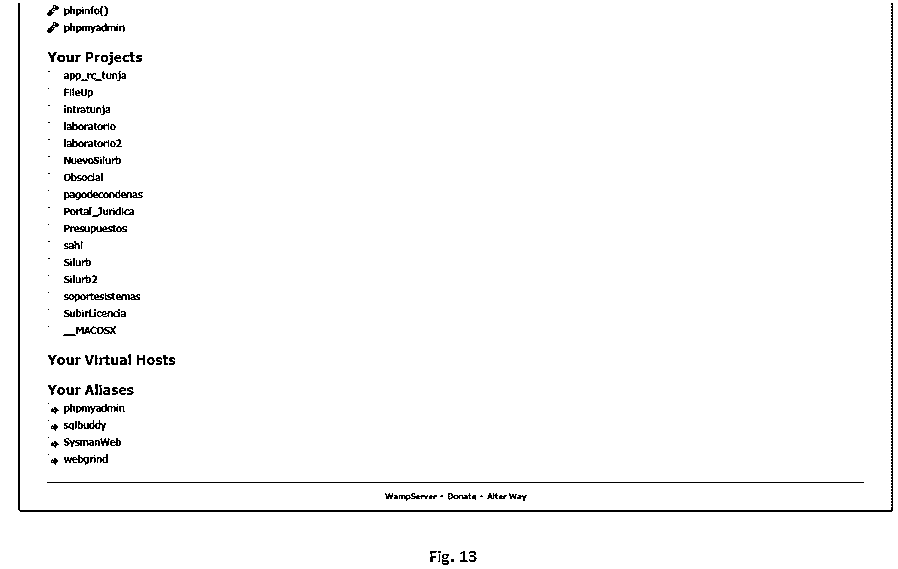 phpinfo()
phpmyadmin
Your Projects
app_rc_tunja
FileUp
intratunja
laboratorio
laboratorio2
NuevoSilurb
Obsocial
pagodecondenas
Portal_Juridica
Presupuestos
sahi
Silurb
Silurb2
soportesistemas
SubirLicencia
__MACOSX
Your Virtual Hosts
Your Aliases
phpmyadmin
sqlbuddy
SysmanWeb
webgrind
WampServer - Donate - Alter Way
Fig. 13